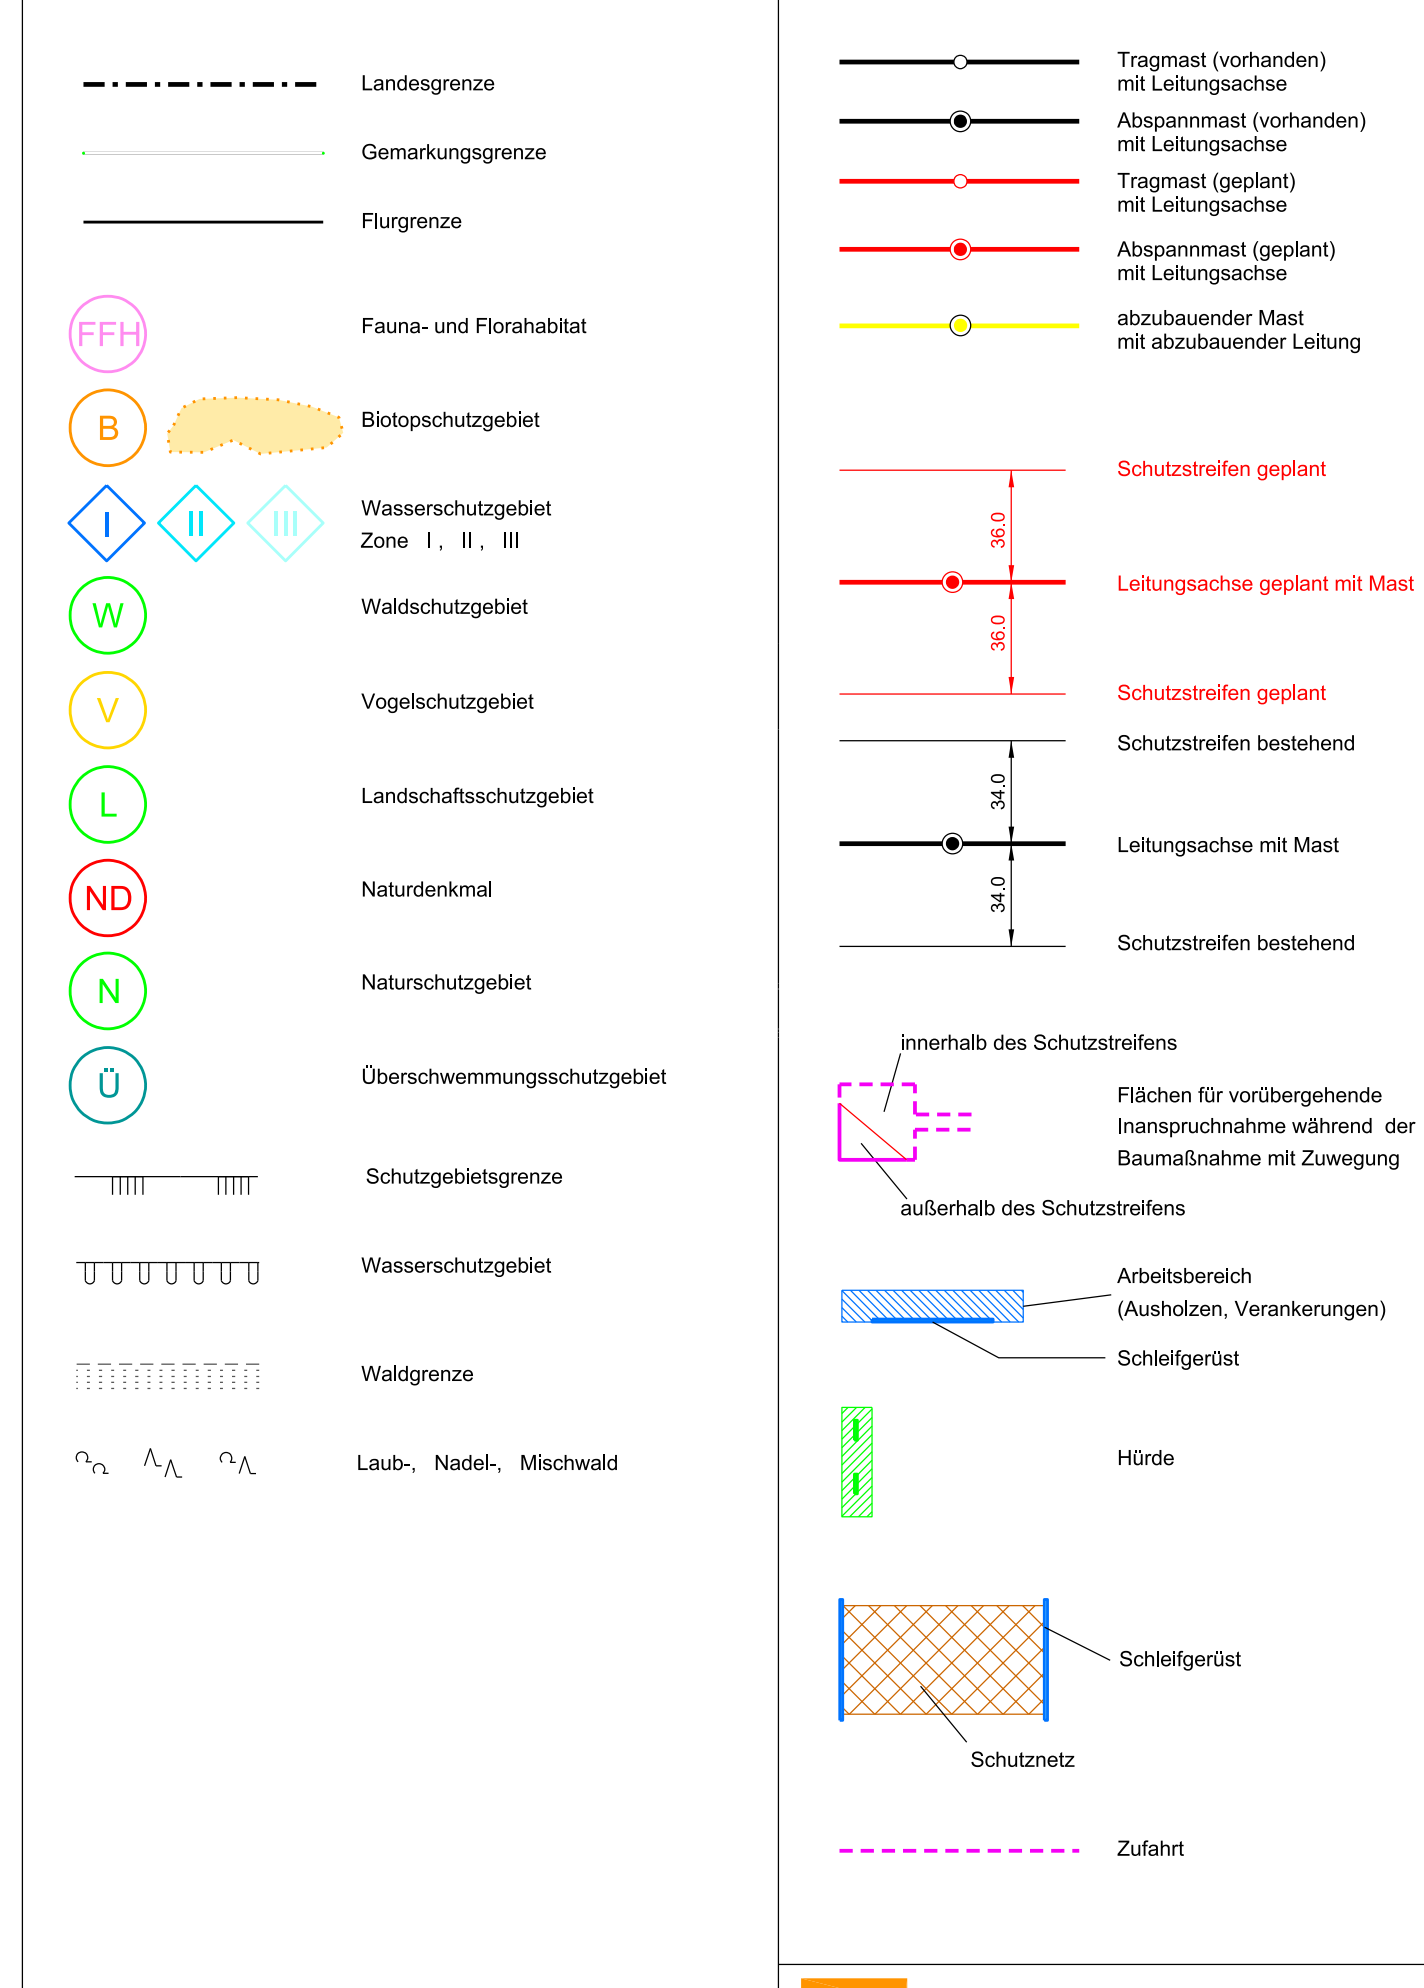 Landesgrenze
Gemarkungsgrenze
Flurgrenze
FFH Fauna- und Florahabitat
B Biotopschutzgebiet
I II III Wasserschutzgebiet
Zone I , II , III
W Waldschutzgebiet
V Vogelschutzgebiet
L Landschaftsschutzgebiet
ND Naturdenkmal
N Naturschutzgebiet
Ü Überschwemmungsschutzgebiet
Schutzgebietsgrenze
Wasserschutzgebiet
Waldgrenze
Laub-, Nadel-, Mischwald
Tragmast (vorhanden)
mit Leitungsachse
Abspannmast (vorhanden)
mit Leitungsachse
Tragmast (geplant)
mit Leitungsachse
Abspannmast (geplant)
mit Leitungsachse
abzubauender Mast
mit abzubauender Leitung
Schutzstreifen geplant
36.0
Leitungsachse geplant mit Mast
36.0
Schutzstreifen geplant
Schutzstreifen bestehend
34.0
Leitungsachse mit Mast
34.0
Schutzstreifen bestehend
innerhalb des Schutzstreifens
Flächen für vorübergehende
Inanspruchnahme während der
Baumaßnahme mit Zuwegung
außerhalb des Schutzstreifens
Arbeitsbereich
(Ausholzen, Verankerungen)
Schleifgerüst
Hürde
Schleifgerüst
Schutznetz
Zufahrt